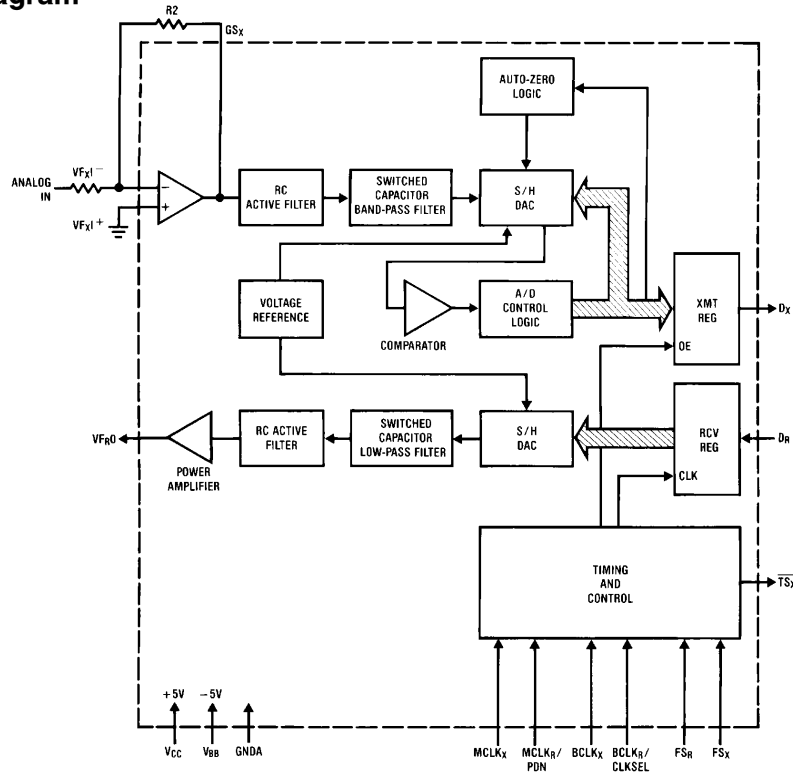 agram
R2
GSX
AUTO-ZERO
LOGIC
VFXI−
ANALOG
IN
−
+
VFXI+
RC
ACTIVE FILTER
SWITCHED
CAPACITOR
BAND-PASS FILTER
S/H
DAC
VOLTAGE
REFERENCE
COMPARATOR
A/D
CONTROL
LOGIC
XMT
REG
OE
DX
VFRO
POWER
AMPLIFIER
RC ACTIVE
FILTER
SWITCHED
CAPACITOR
LOW-PASS FILTER
S/H
DAC
RCV
REG
CLK
DR
TIMING
AND
CONTROL
TSX
+5V
−5V
VCC
VBB
GNDA
MCLKX
MCLKR/
PDN
BCLKX
BCLKR/
CLKSEL
FSR
FSX